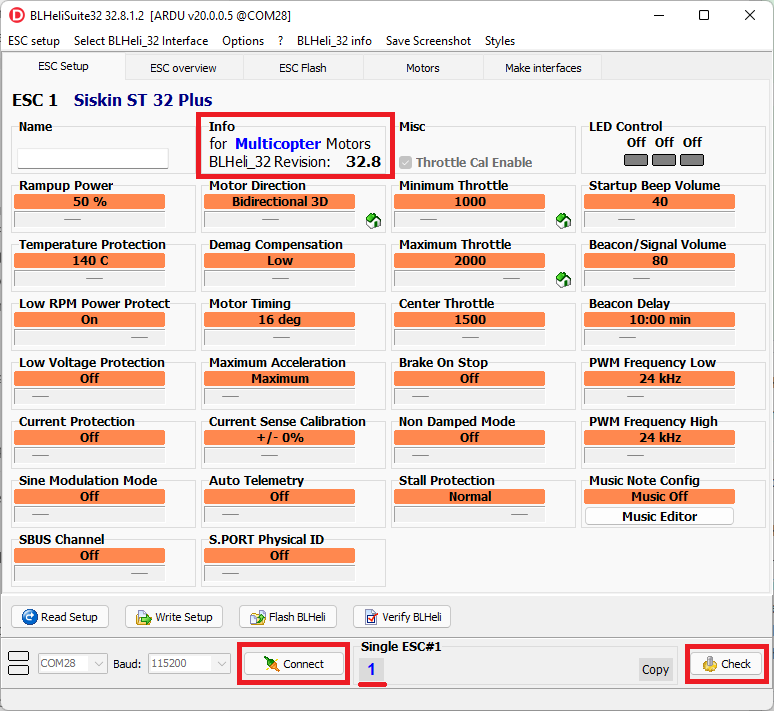 BLHeliSuite32 32.8.1.2 [ARDU v20.0.0.5 @COM28]
ESC setup Select BLHeli_32 Interface Options ? BLHeli_32 info Save Screenshot Styles
ESC Setup ESC overview ESC Flash Motors Make interfaces
ESC 1 Siskin ST 32 Plus
Name Info Misc LED Control
for Multicopter Motors Off Off Off
BLHeli_32 Revision: 32.8 Throttle Cal Enable
Rampup Power Motor Direction Minimum Throttle Startup Beep Volume
50 % Bidirectional 3D 1000 40
Temperature Protection Demag Compensation Maximum Throttle Beacon/Signal Volume
140 C Low 2000 80
Low RPM Power Protect Motor Timing Center Throttle Beacon Delay
On 16 deg 1500 10:00 min
Low Voltage Protection Maximum Acceleration Brake On Stop PWM Frequency Low
Off Maximum Off 24 kHz
Current Protection Current Sense Calibration Non Damped Mode PWM Frequency High
Off +/- 0% Off 24 kHz
Sine Modulation Mode Auto Telemetry Stall Protection Music Note Config
Off Off Normal Music Off
Music Editor
SBUS Channel S.PORT Physical ID
Off Off
Read Setup Write Setup Flash BLHeli Verify BLHeli
Single ESC#1
COM28 Baud: 115200 Connect 1 Copy Check